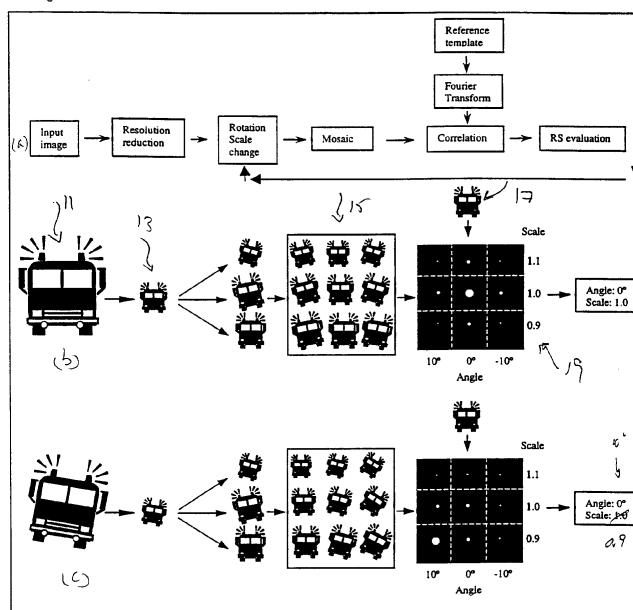 Reference
template
Fourier
Transform
(a)
Input
image
Resolution
reduction
Rotation
Scale
change
Mosaic
Correlation
RS evaluation
11
13
15
17
Scale
1.1
1.0
0.9
Angle: 0°
Scale: 1.0
10° 0° -10°
Angle
19
(b)
Scale
1.1
1.0
0.9
Angle: 0°
Scale: 1.0
0.9
10° 0° -10°
Angle
(c)